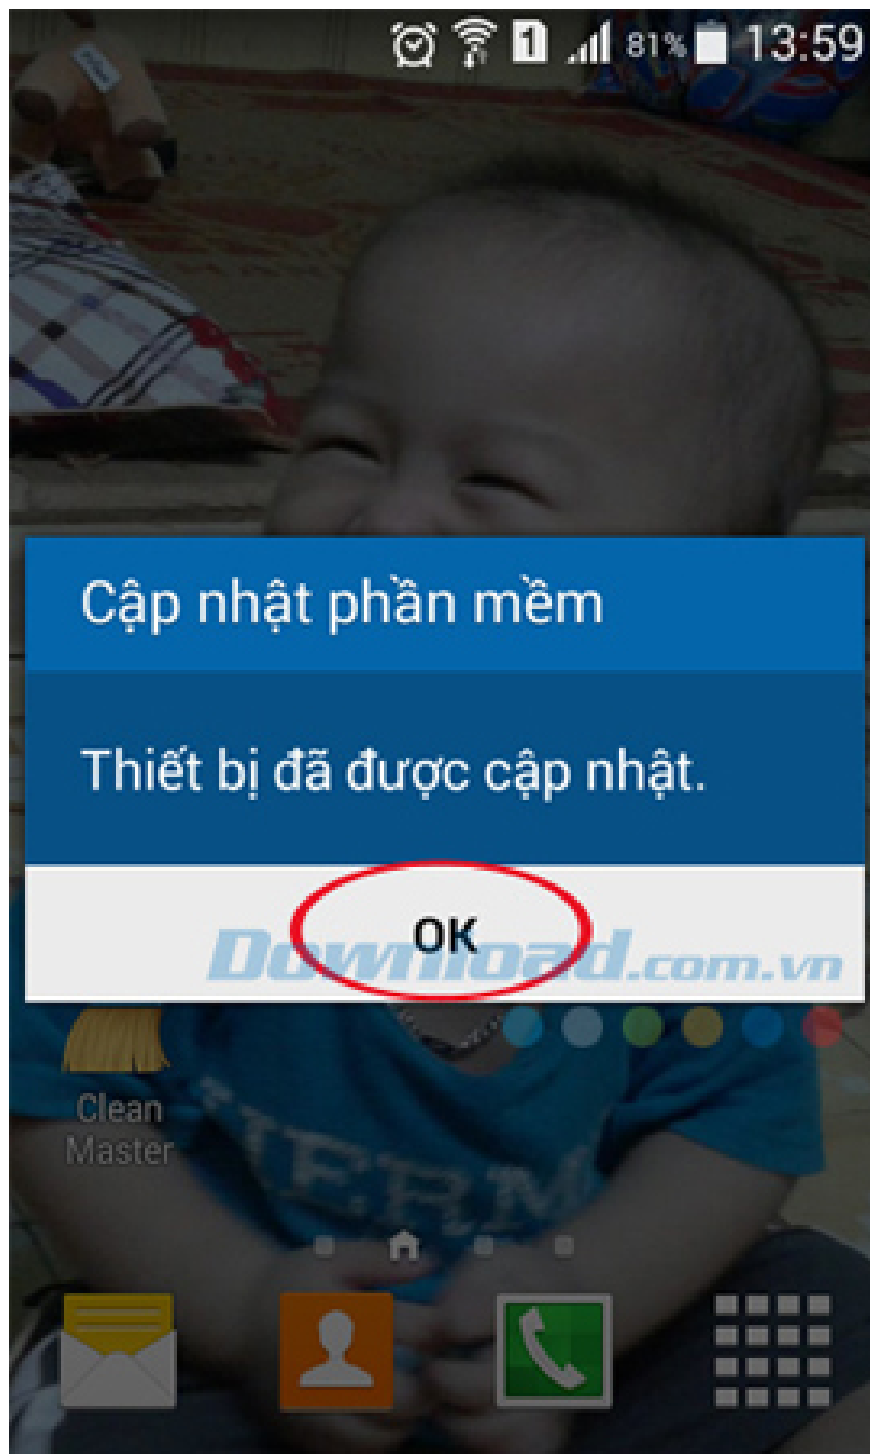 1
81%
13:59
Cập nhật phần mềm
Thiết bị đã được cập nhật.
OK
Download.com.vn
Clean
Master